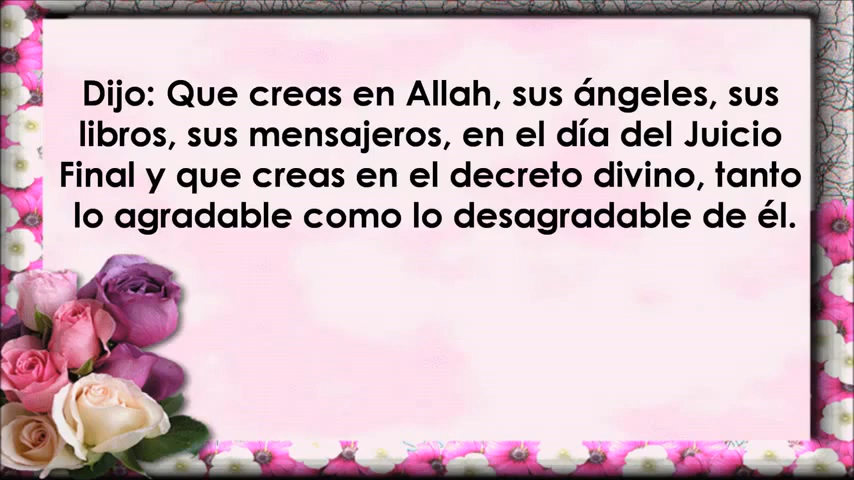 Dijo: Que creas en Allah, sus ángeles, sus
libros, sus mensajeros, en el día del Juicio
Final y que creas en el decreto divino, tanto
lo agradable como lo desagradable de él.